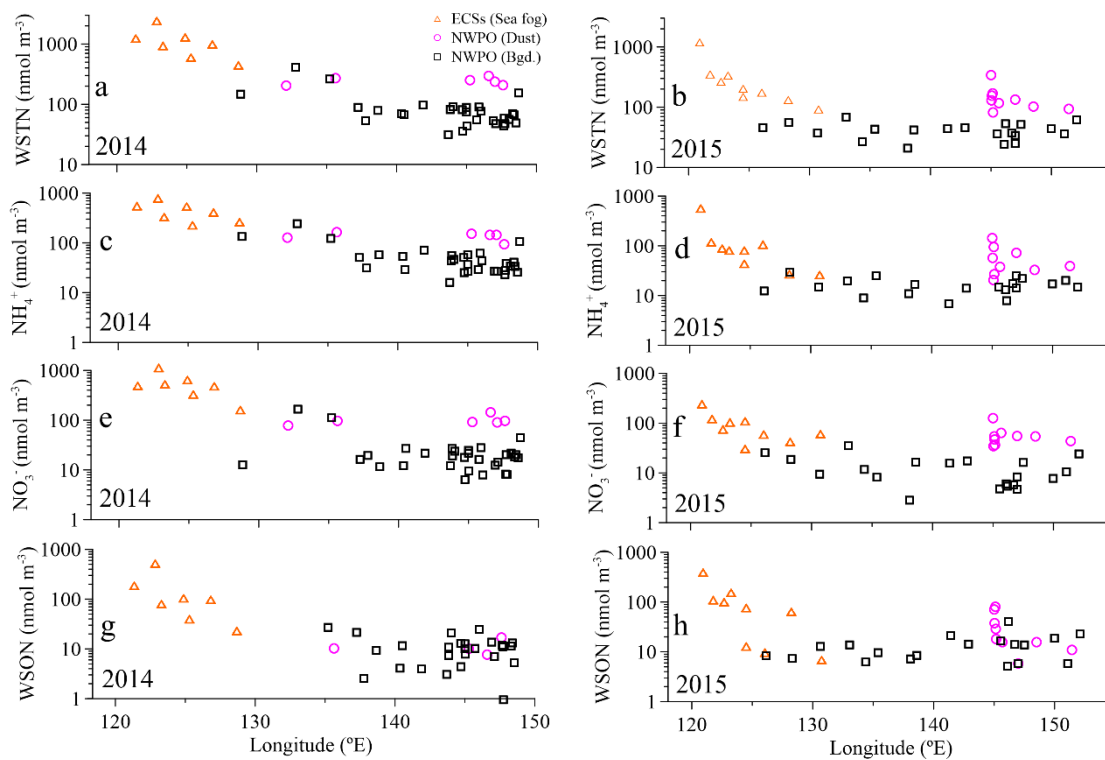 ECSs (Sea fog)
NWPO (Dust)
NWPO (Bgd.)
WSTN (nmol m⁻³)
1000
100
10
a
2014
WSTN (nmol m⁻³)
1000
100
10
b
2015
NH₄⁺ (nmol m⁻³)
1000
100
10
1
c
2014
NH₄⁺ (nmol m⁻³)
1000
100
10
1
d
2015
NO₃⁻ (nmol m⁻³)
1000
100
10
1
e
2014
NO₃⁻ (nmol m⁻³)
1000
100
10
1
f
2015
WSON (nmol m⁻³)
1000
100
10
1
g
2014
120 130 140 150
Longitude (ºE)
WSON (nmol m⁻³)
1000
100
10
1
h
2015
120 130 140 150
Longitude (ºE)